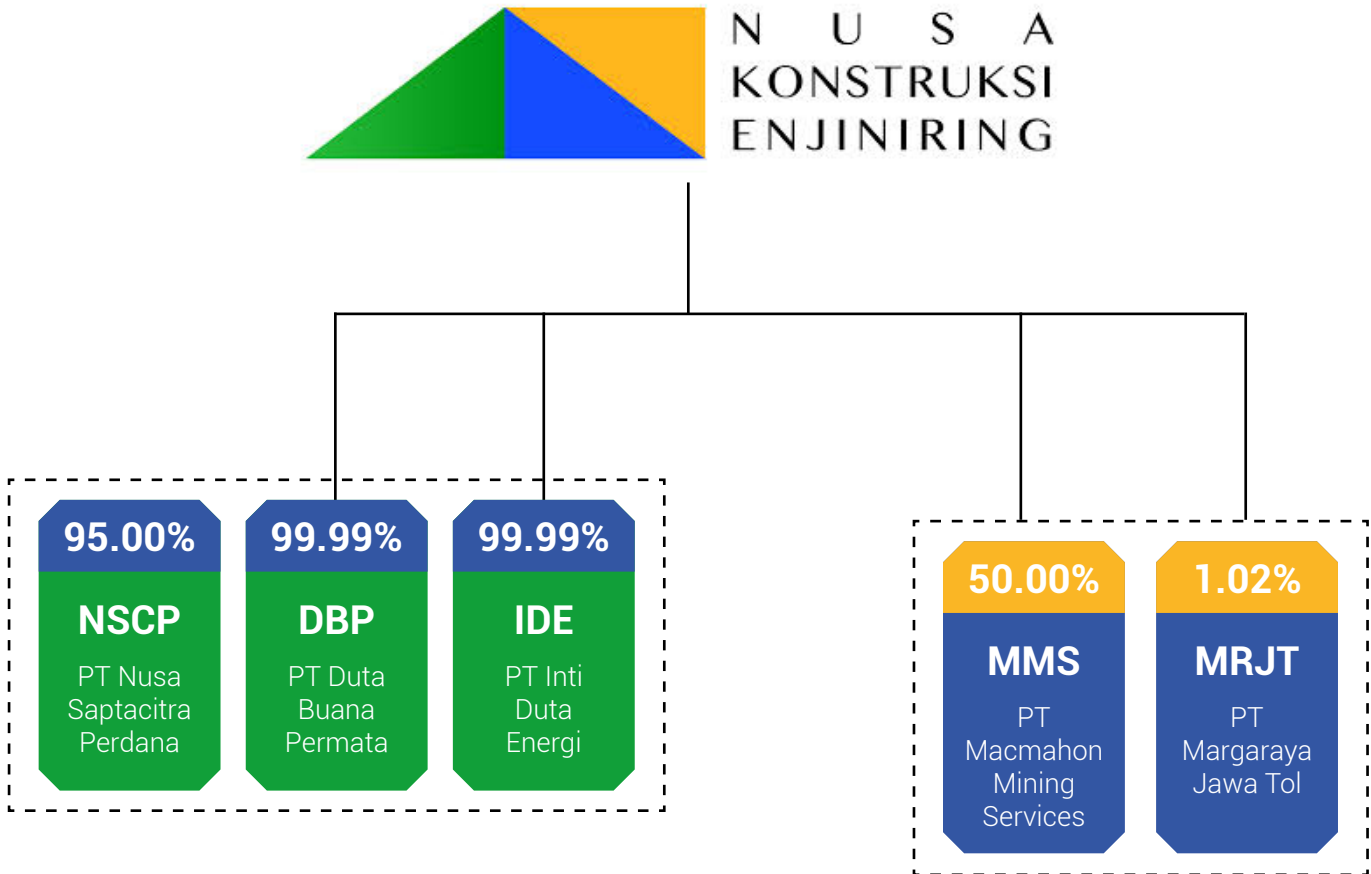 N U S A
KONSTRUKSI
ENJINIRING
95.00%
NSCP
PT Nusa
Saptacitra
Perdana
99.99%
DBP
PT Duta
Buana
Permata
99.99%
IDE
PT Inti
Duta
Energi
50.00%
MMS
PT
Macmahon
Mining
Services
1.02%
MRJT
PT
Margaraya
Jawa Tol